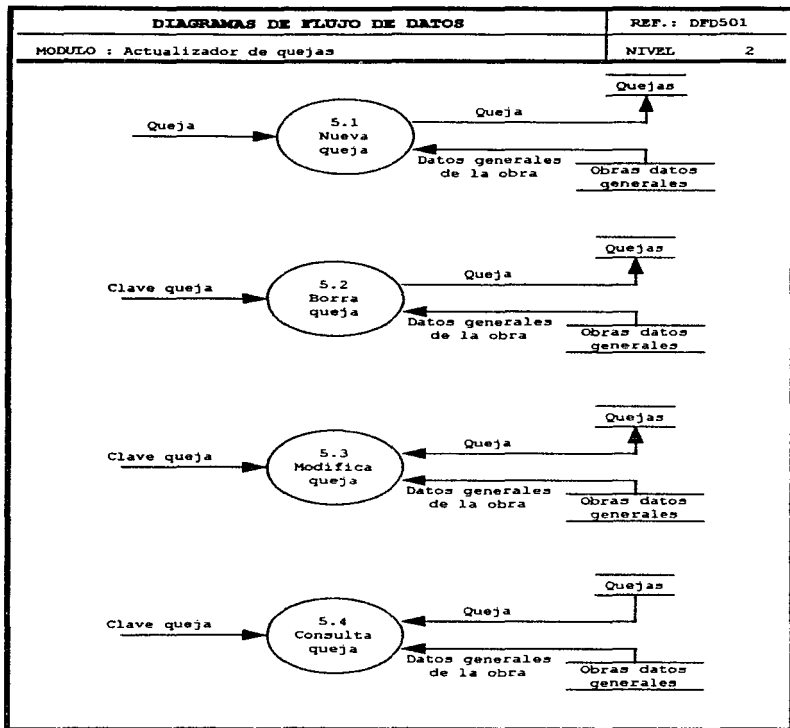 DIAGRAMAS DE FLUJO DE DATOS
REF.: DFD501
MODULO : Actualizador de quejas
NIVEL 2
Quejas
Queja
Queja
5.1
Nueva
queja
Datos generales
de la obra
Obras datos
generales
Quejas
Queja
Clave queja
5.2
Borra
queja
Datos generales
de la obra
Obras datos
generales
Quejas
Queja
Clave queja
5.3
Modifica
queja
Datos generales
de la obra
Obras datos
generales
Quejas
Queja
Clave queja
5.4
Consulta
queja
Datos generales
de la obra
Obras datos
generales